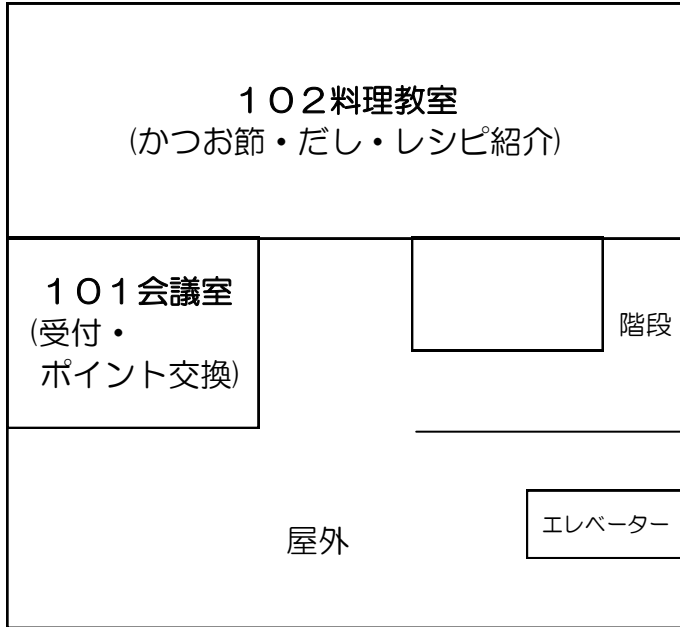 １０２料理教室
(かつお節・だし・レシピ紹介)
１０１会議室
(受付・
ポイント交換)
階段
エレベーター
屋外